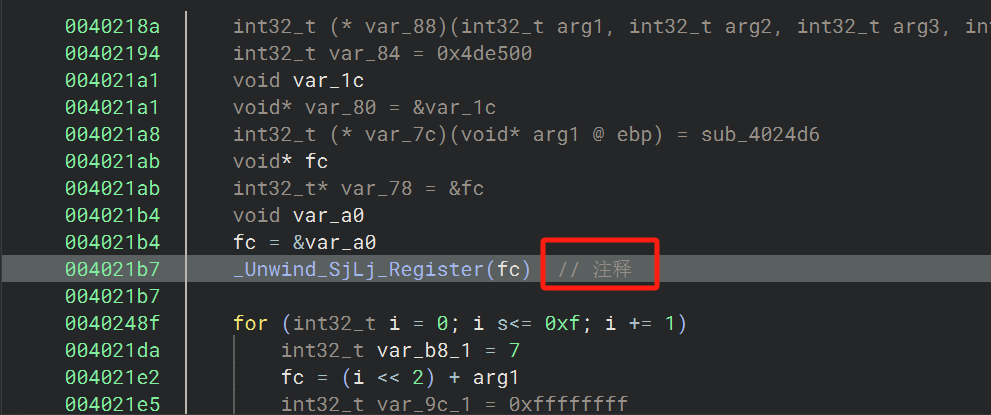 0040218a int32_t (* var_88)(int32_t arg1, int32_t arg2, int32_t arg3, in
00402194 int32_t var_84 = 0x4de500
004021a1 void var_1c
004021a1 void* var_80 = &var_1c
004021a8 int32_t (* var_7c)(void* arg1 @ ebp) = sub_4024d6
004021ab void* fc
004021ab int32_t* var_78 = &fc
004021b4 void var_a0
004021b4 fc = &var_a0
004021b7 _Unwind_SjLj_Register(fc) // 注释
004021b7
0040248f for (int32_t i = 0; i s<= 0xf; i += 1)
004021da int32_t var_b8_1 = 7
004021e2 fc = (i << 2) + arg1
004021e5 int32_t var_9c_1 = 0xffffffff